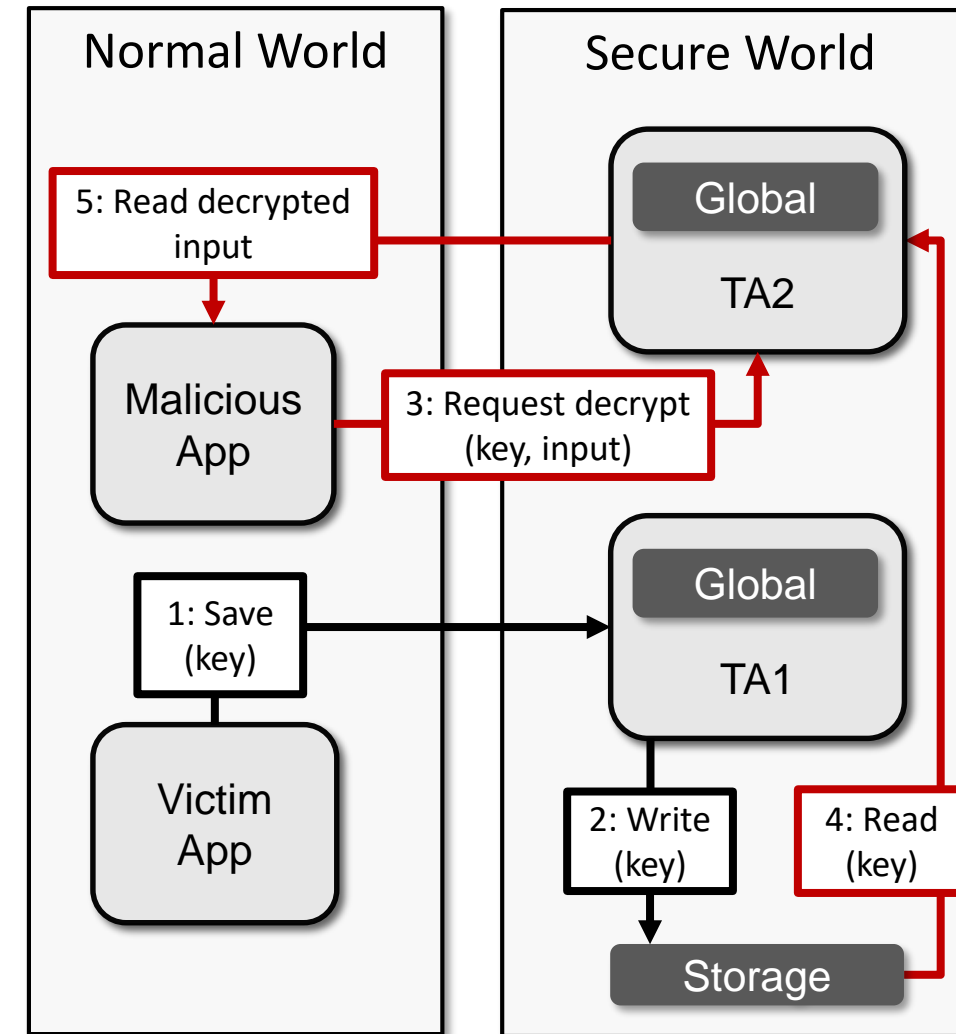 Normal World
Secure World
Global
TA2
5: Read decrypted
input
Malicious
App
3: Request decrypt
(key, input)
Global
TA1
1: Save
(key)
Victim
App
2: Write
(key)
4: Read
(key)
Storage